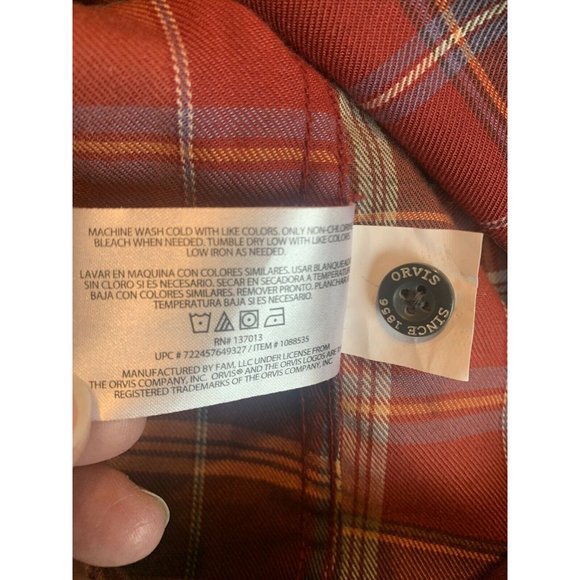 MACHINE WASH COLD WITH LIKE COLORS. ONLY NON-CHLORINE
BLEACH WHEN NEEDED. TUMBLE DRY LOW WITH LIKE COLORS.
LOW IRON AS NEEDED.
LAVAR EN MAQUINA CON COLORES SIMILARES. USAR BLANQUEADOR
SIN CLORO SI ES NECESARIO. SECAR EN SECADORA A TEMPERATURA
BAJA CON COLORES SIMILARES. REMOVER PRONTO. PLANCHAR A
TEMPERATURA BAJA SI ES NECESARIO.
RN# 137013
UPC # 722457649327 / ITEM # 1088535
MANUFACTURED BY FAM, LLC UNDER LICENSE FROM
THE ORVIS COMPANY, INC. ORVIS® AND THE ORVIS LOGOS ARE
REGISTERED TRADEMARKS OF THE ORVIS COMPANY, INC.
ORVIS
SINCE 1856